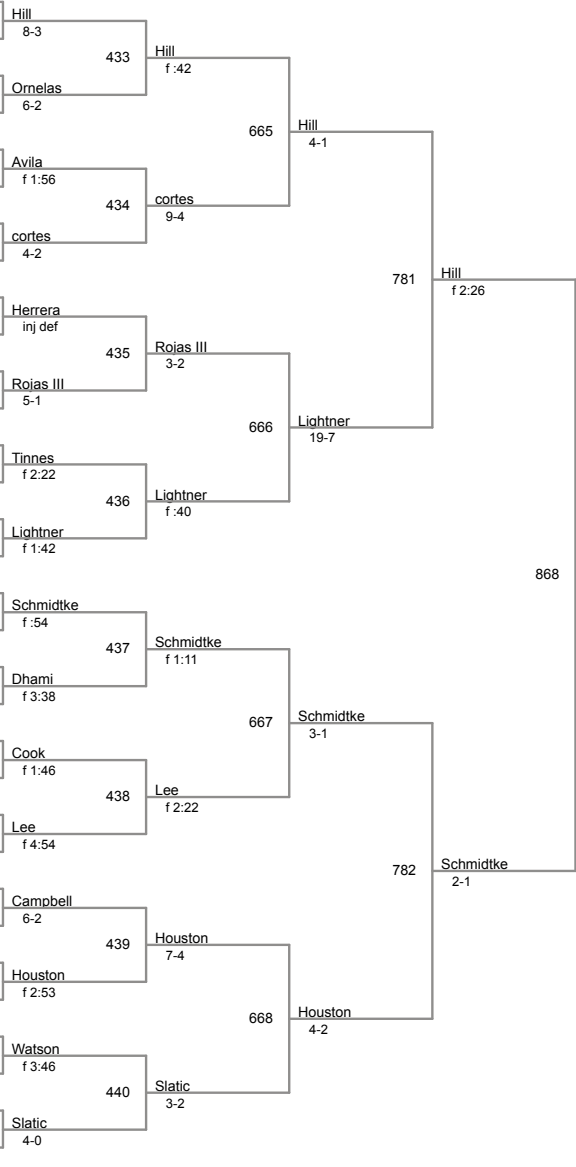 Hill
8-3
433
Hill
f :42
Ornelas
6-2
665
Hill
4-1
Avila
f 1:56
434
cortes
9-4
cortes
4-2
781
Hill
f 2:26
Herrera
inj def
435
Rojas III
3-2
Rojas III
5-1
666
Lightner
19-7
Tinnes
f 2:22
436
Lightner
f :40
Lightner
f 1:42
868
Schmidtke
f :54
437
Schmidtke
f 1:11
Dhami
f 3:38
667
Schmidtke
3-1
Cook
f 1:46
438
Lee
f 2:22
Lee
f 4:54
782
Schmidtke
2-1
Campbell
6-2
439
Houston
7-4
Houston
f 2:53
668
Houston
4-2
Watson
f 3:46
440
Slatic
3-2
Slatic
4-0